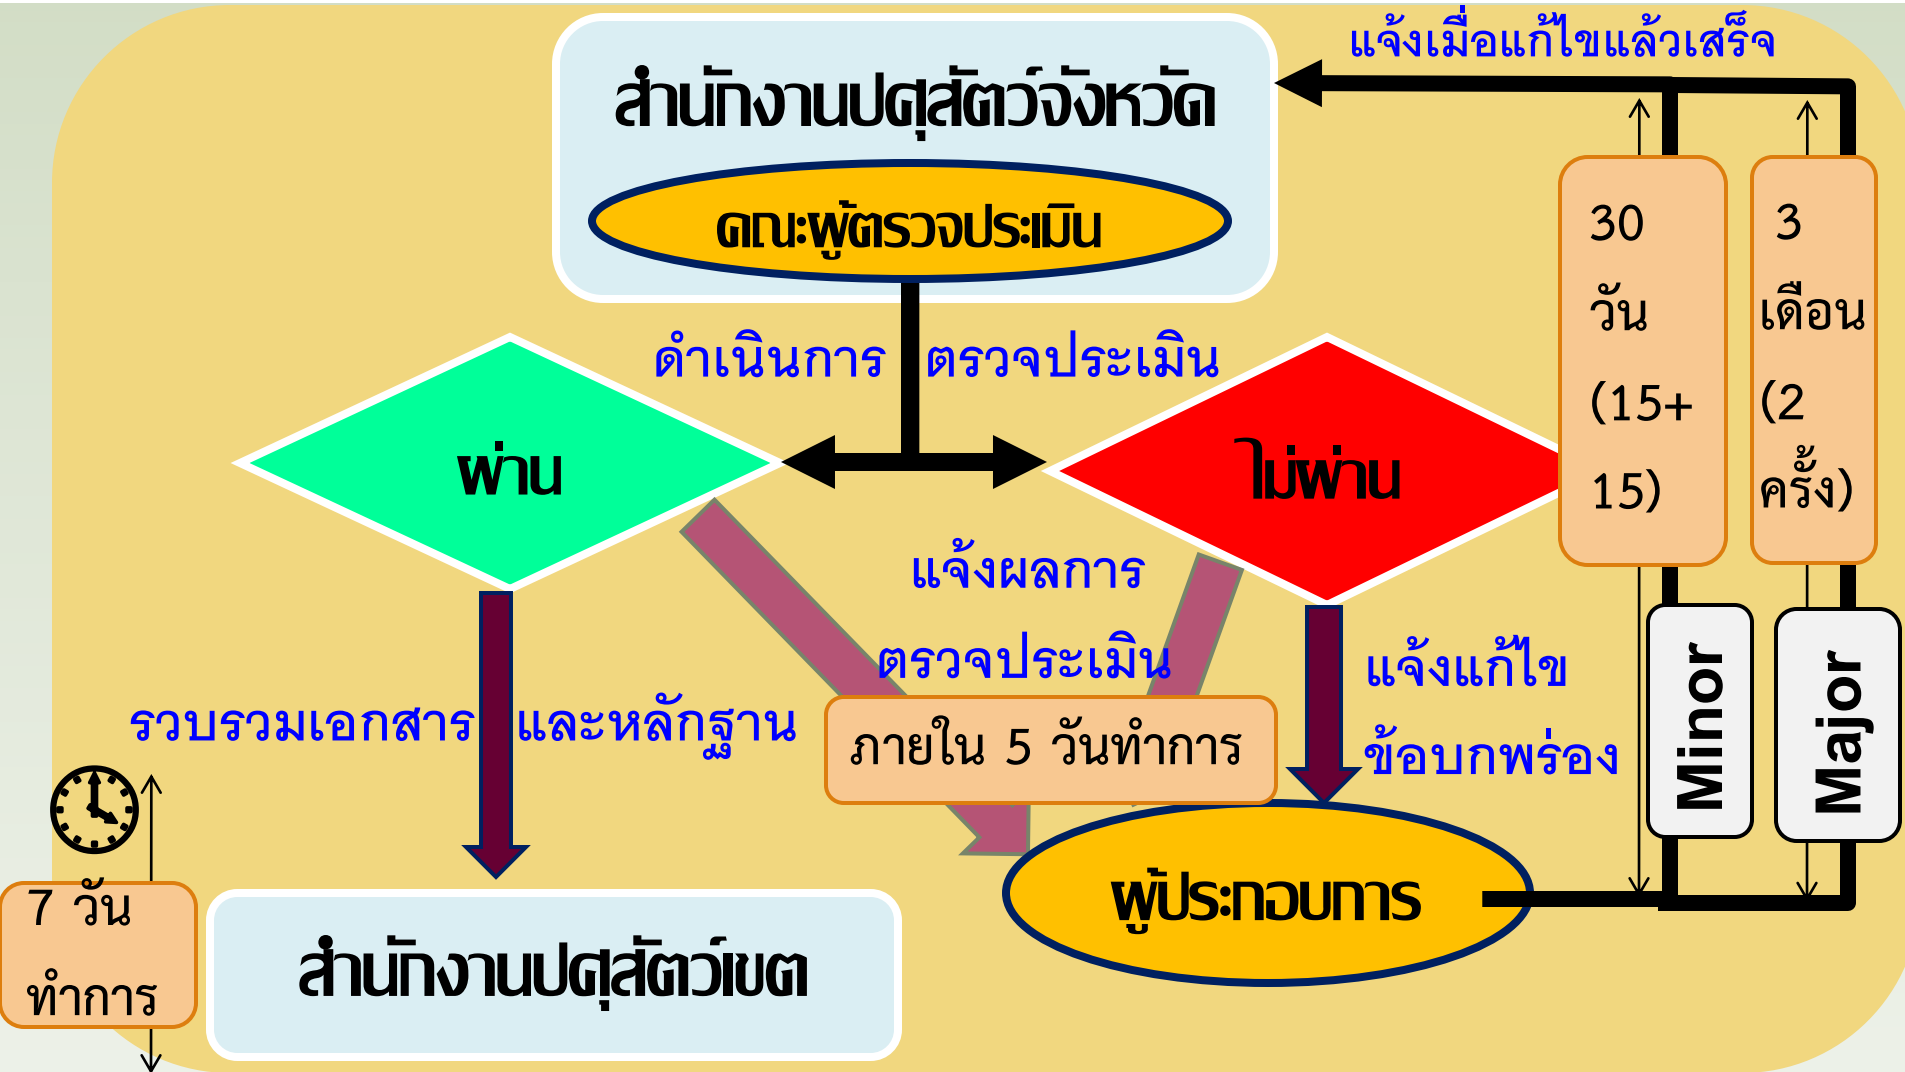 แจ้งเมื่อแก้ไขแล้วเสร็จ
สำนักงานปศุสัตว์จังหวัด
คณะผู้ตรวจประเมิน
ดำเนินการ ตรวจประเมิน
ผ่าน
ไม่ผ่าน
30
วัน
(15+
15)
3
เดือน
(2
ครั้ง)
แจ้งผลการ
ตรวจประเมิน
ภายใน 5 วันทำการ
แจ้งแก้ไข
ข้อบกพร่อง
Minor
Major
รวบรวมเอกสาร และหลักฐาน
7 วัน
ทำการ
สำนักงานปศุสัตว์เขต
ผู้ประกอบการ